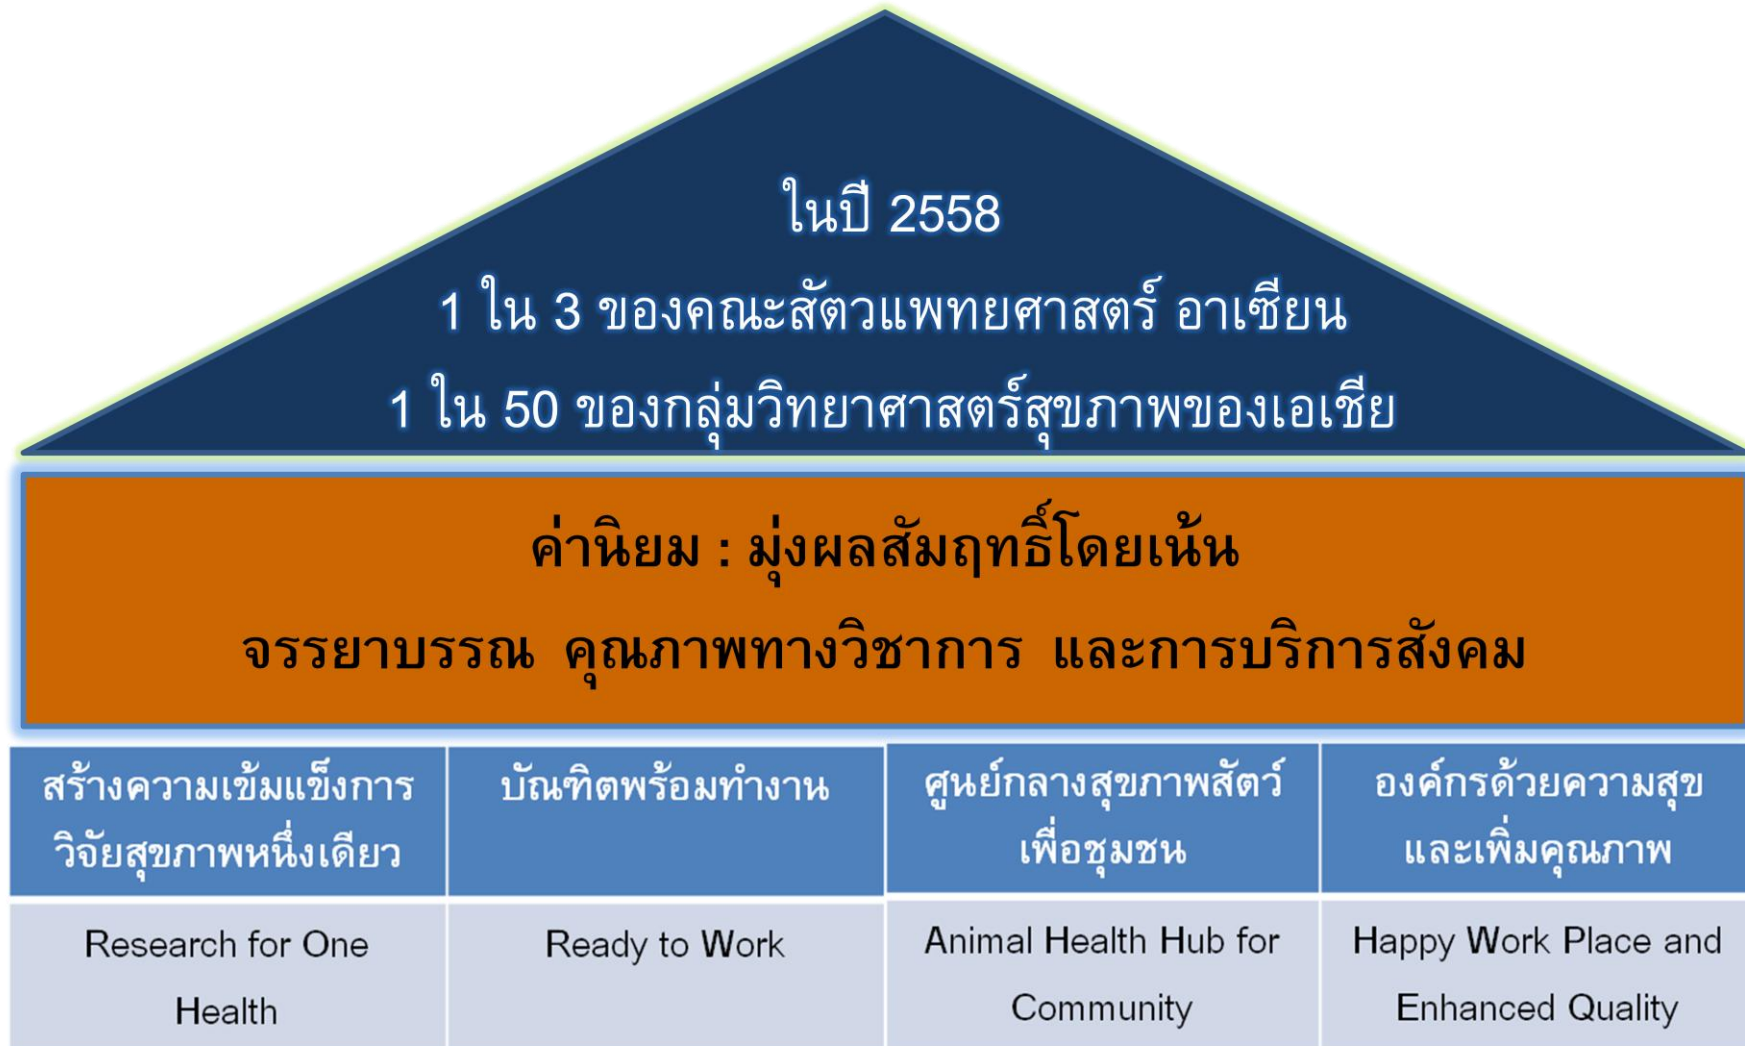 ในปี 2558
1 ใน 3 ของคณะสัตวแพทยศาสตร์ อาเซียน
1 ใน 50 ของกลุ่มวิทยาศาสตร์สุขภาพของเอเชีย
ค่านิยม : มุ่งผลสัมฤทธิ์โดยเน้น
จรรยาบรรณ คุณภาพทางวิชาการ และการบริการสังคม
สร้างความเข้มแข็งการ
วิจัยสุขภาพหนึ่งเดียว
บัณฑิตพร้อมทำงาน
ศูนย์กลางสุขภาพสัตว์
เพื่อชุมชน
องค์กรด้วยความสุข
และเพิ่มคุณภาพ
Research for One
Health
Ready to Work
Animal Health Hub for
Community
Happy Work Place and
Enhanced Quality